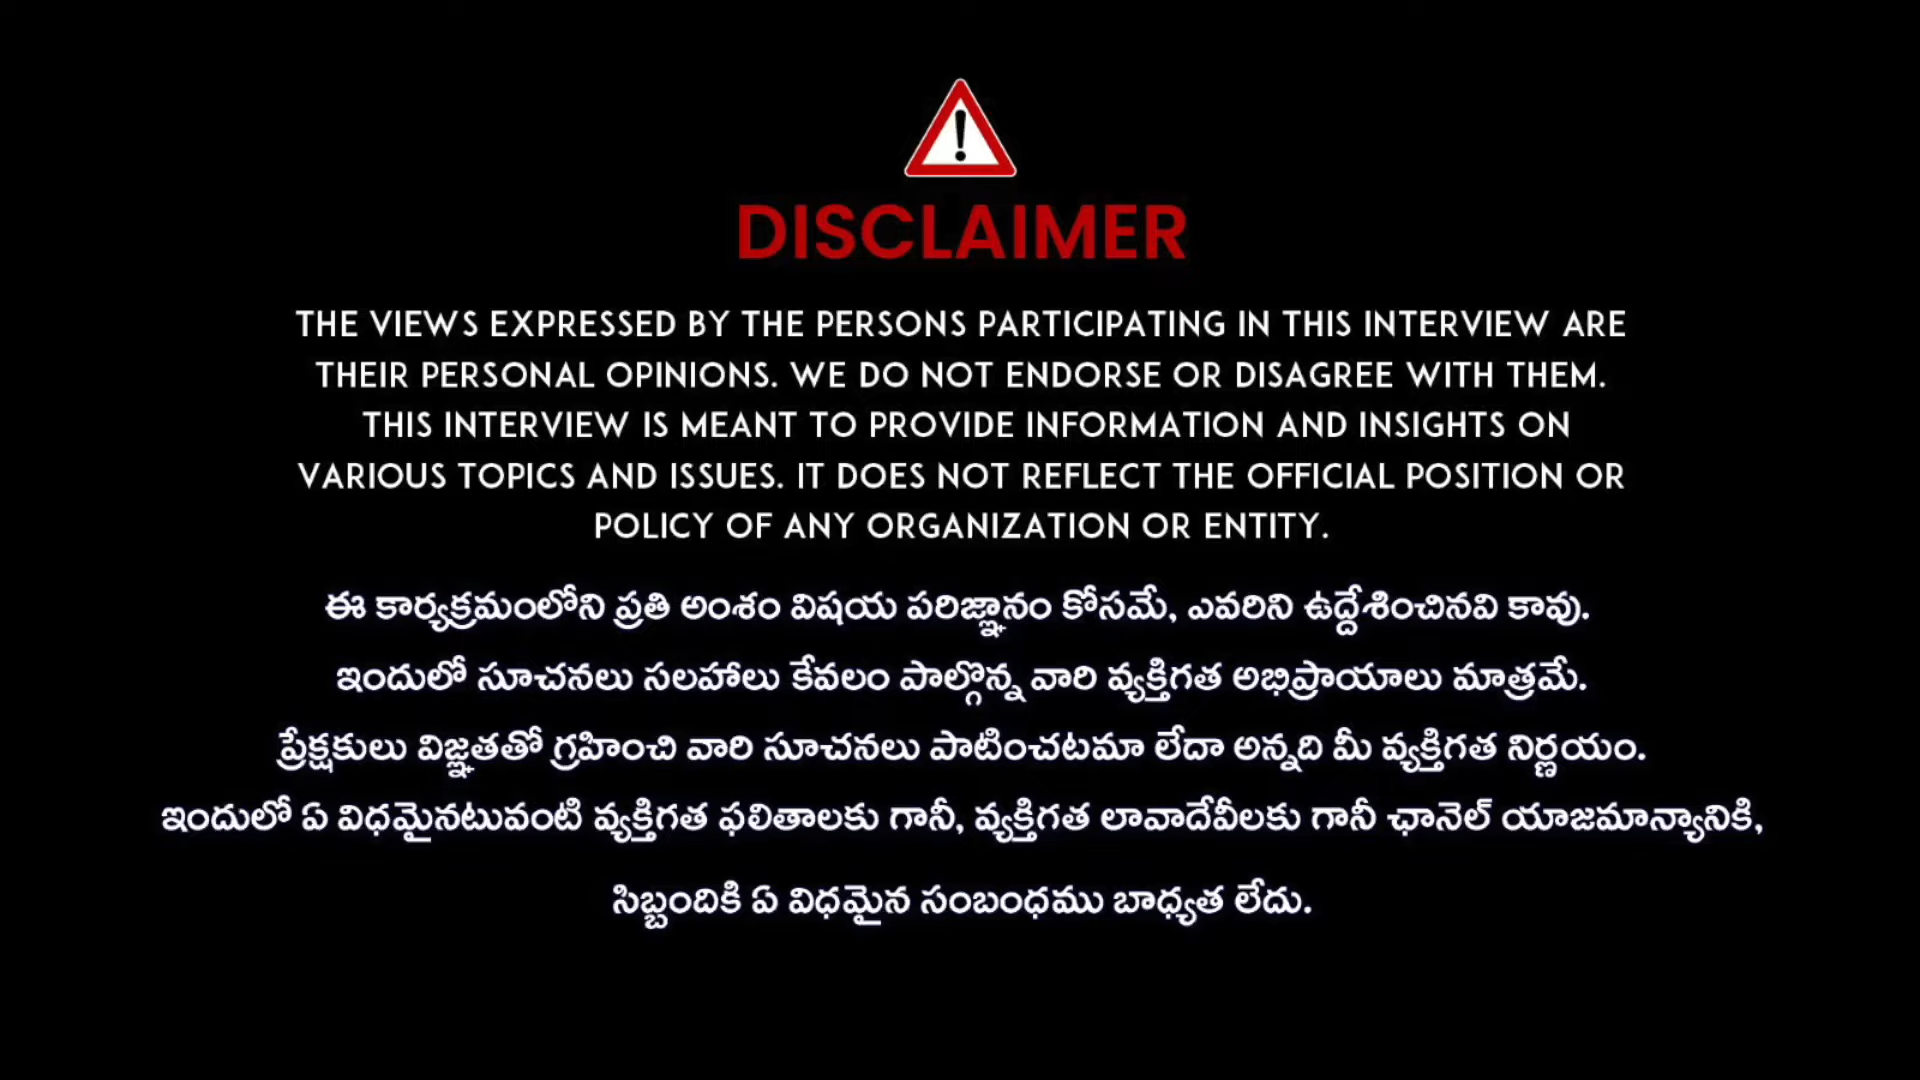 DISCLAIMER
THE VIEWS EXPRESSED BY THE PERSONS PARTICIPATING IN THIS INTERVIEW ARE
THEIR PERSONAL OPINIONS. WE DO NOT ENDORSE OR DISAGREE WITH THEM.
THIS INTERVIEW IS MEANT TO PROVIDE INFORMATION AND INSIGHTS ON
VARIOUS TOPICS AND ISSUES. IT DOES NOT REFLECT THE OFFICIAL POSITION OR
POLICY OF ANY ORGANIZATION OR ENTITY.
ఈ కార్యక్రమంలోని ప్రతి అంశం విషయ పరిజ్ఞానం కోసమే, ఎవరిని ఉద్దేశించినవి కావు.
ఇందులో సూచనలు సలహాలు కేవలం పాల్గొన్న వారి వ్యక్తిగత అభిప్రాయాలు మాత్రమే.
ప్రేక్షకులు విజ్ఞతతో గ్రహించి వారి సూచనలు పాటించటమా లేదా అన్నది మీ వ్యక్తిగత నిర్ణయం.
ఇందులో ఏ విధమైనటువంటి వ్యక్తిగత ఫలితాలకు గానీ, వ్యక్తిగత లావాదేవీలకు గానీ ఛానెల్ యాజమాన్యానికి,
సిబ్బందికి ఏ విధమైన సంబంధము బాధ్యత లేదు.